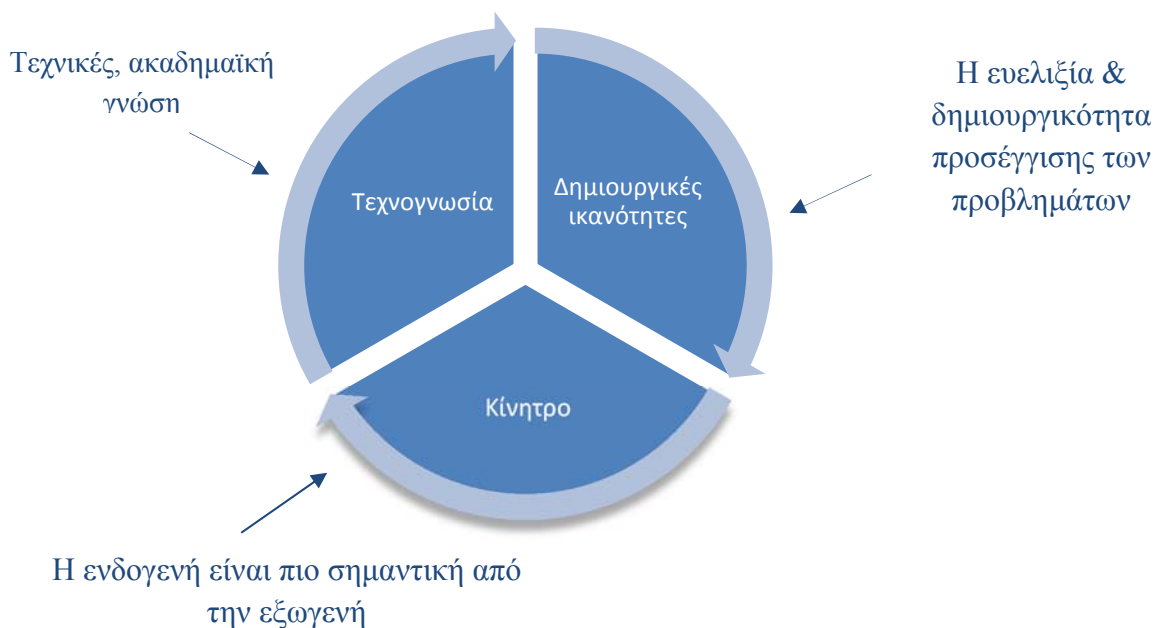 Τεχνικές, ακαδημαϊκή
γνώση
Η ευελιξία &
δημιουργικότητα
προσέγγισης των
προβλημάτων
Τεχνογνωσία
Δημιουργικές
ικανότητες
Κίνητρο
Η ενδογενή είναι πιο σημαντική από
την εξωγενή